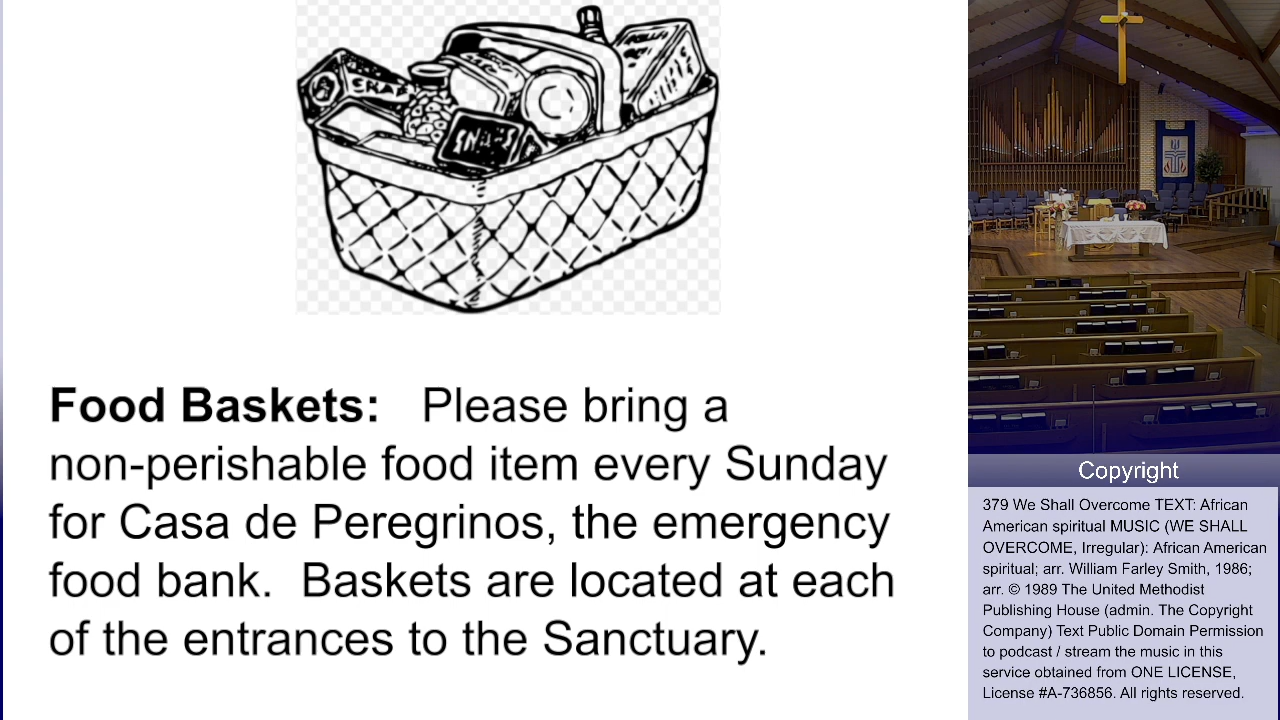 SNAPS
Food Baskets: Please bring a
non-perishable food item every Sunday
for Casa de Peregrinos, the emergency
food bank. Baskets are located at each
of the entrances to the Sanctuary.
Copyright
379 We Shall Overcome TEXT: African
American spiritual MUSIC (WE SHALL
OVERCOME, Irregular): African American
spiritual; arr. William Farley Smith, 1986;
arr. © 1989 The United Methodist
Publishing House (admin. The Copyright
Company) Text Public Domain Permission
to podcast / stream the music in this
service obtained from ONE LICENSE,
License #A-736856. All rights reserved.